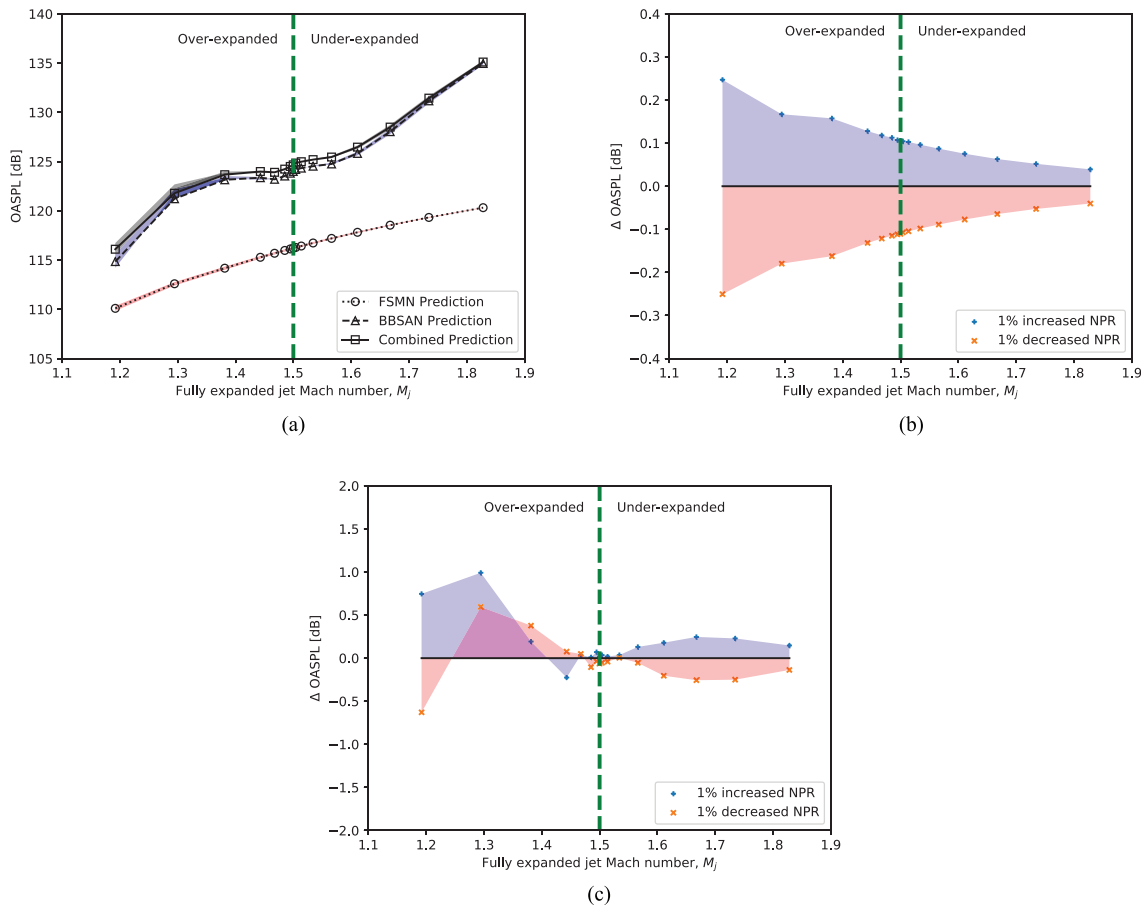 140
135
130
125
120
115
110
105
OASPL [dB]
Over-expanded
Under-expanded
FSMN Prediction
BBSAN Prediction
Combined Prediction
1.1 1.2 1.3 1.4 1.5 1.6 1.7 1.8 1.9
Fully expanded jet Mach number, Mj
(a)
0.4
0.3
0.2
0.1
0.0
−0.1
−0.2
−0.3
−0.4
Δ OASPL [dB]
Over-expanded
Under-expanded
1% increased NPR
1% decreased NPR
1.1 1.2 1.3 1.4 1.5 1.6 1.7 1.8 1.9
Fully expanded jet Mach number, Mj
(b)
2.0
1.5
1.0
0.5
0.0
−0.5
−1.0
−1.5
−2.0
Δ OASPL [dB]
Over-expanded
Under-expanded
1% increased NPR
1% decreased NPR
1.1 1.2 1.3 1.4 1.5 1.6 1.7 1.8 1.9
Fully expanded jet Mach number, Mj
(c)